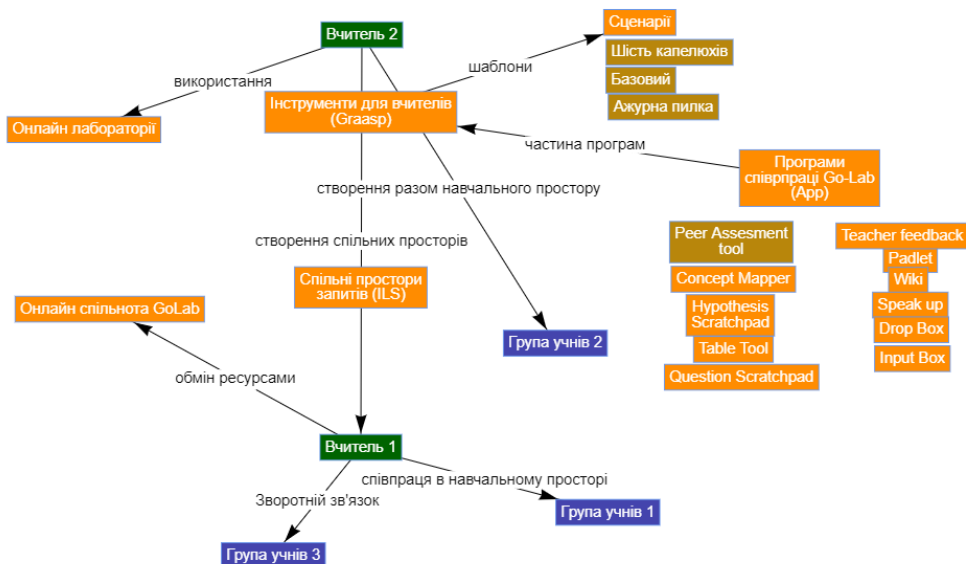 Сценарії
Вчитель 2
Шість капелюхів
шаблони
використання
Базовий
Інструменти для вчителів
(Graasp)
Ажурна пилка
Онлайн лабораторії
частина програм
Програми
співрпраці Go-Lab
(App)
створення разом навчального простору
Peer Assesment
tool
Teacher feedback
створення спільних просторів
Padlet
Спільні простори
запитів (ILS)
Concept Mapper
Wiki
Онлайн спільнота GoLab
Hypothesis
Scratchpad
Speak up
Drop Box
Група учнів 2
Table Tool
Input Box
обмін ресурсами
Question Scratchpad
Вчитель 1
співпраця в навчальному просторі
Зворотній зв'язок
Група учнів 1
Група учнів 3